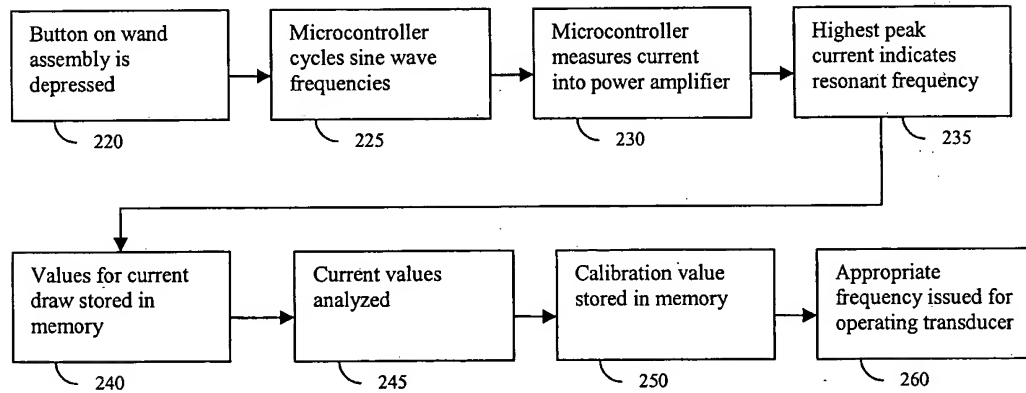 Button on wand
assembly is
depressed
220
Microcontroller
cycles sine wave
frequencies
225
Microcontroller
measures current
into power amplifier
230
Highest peak
current indicates
resonant frequency
235
Values for current
draw stored in
memory
240
Current values
analyzed
245
Calibration value
stored in memory
250
Appropriate
frequency issued for
operating transducer
260